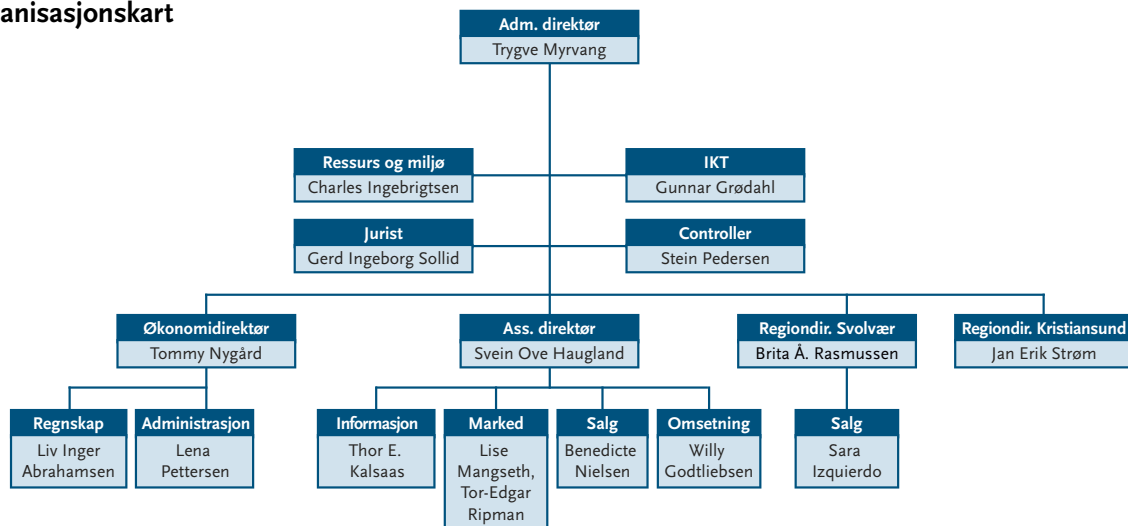 anisasjonskart
Adm. direktør
Trygve Myrvang
Ressurs og miljø
Charles Ingebrigtsen
IKT
Gunnar Grødahl
Jurist
Gerd Ingeborg Sollid
Controller
Stein Pedersen
Økonomidirektør
Tommy Nygård
Ass. direktør
Svein Ove Haugland
Regiondir. Svolvær
Brita Å. Rasmussen
Regiondir. Kristiansund
Jan Erik Strøm
Regnskap
Liv Inger
Abrahamsen
Administrasjon
Lena
Pettersen
Informasjon
Thor E.
Kalsaas
Marked
Lise
Mangseth,
Tor-Edgar
Ripman
Salg
Benedicte
Nielsen
Omsetning
Willy
Godtliebsen
Salg
Sara
Izquierdo